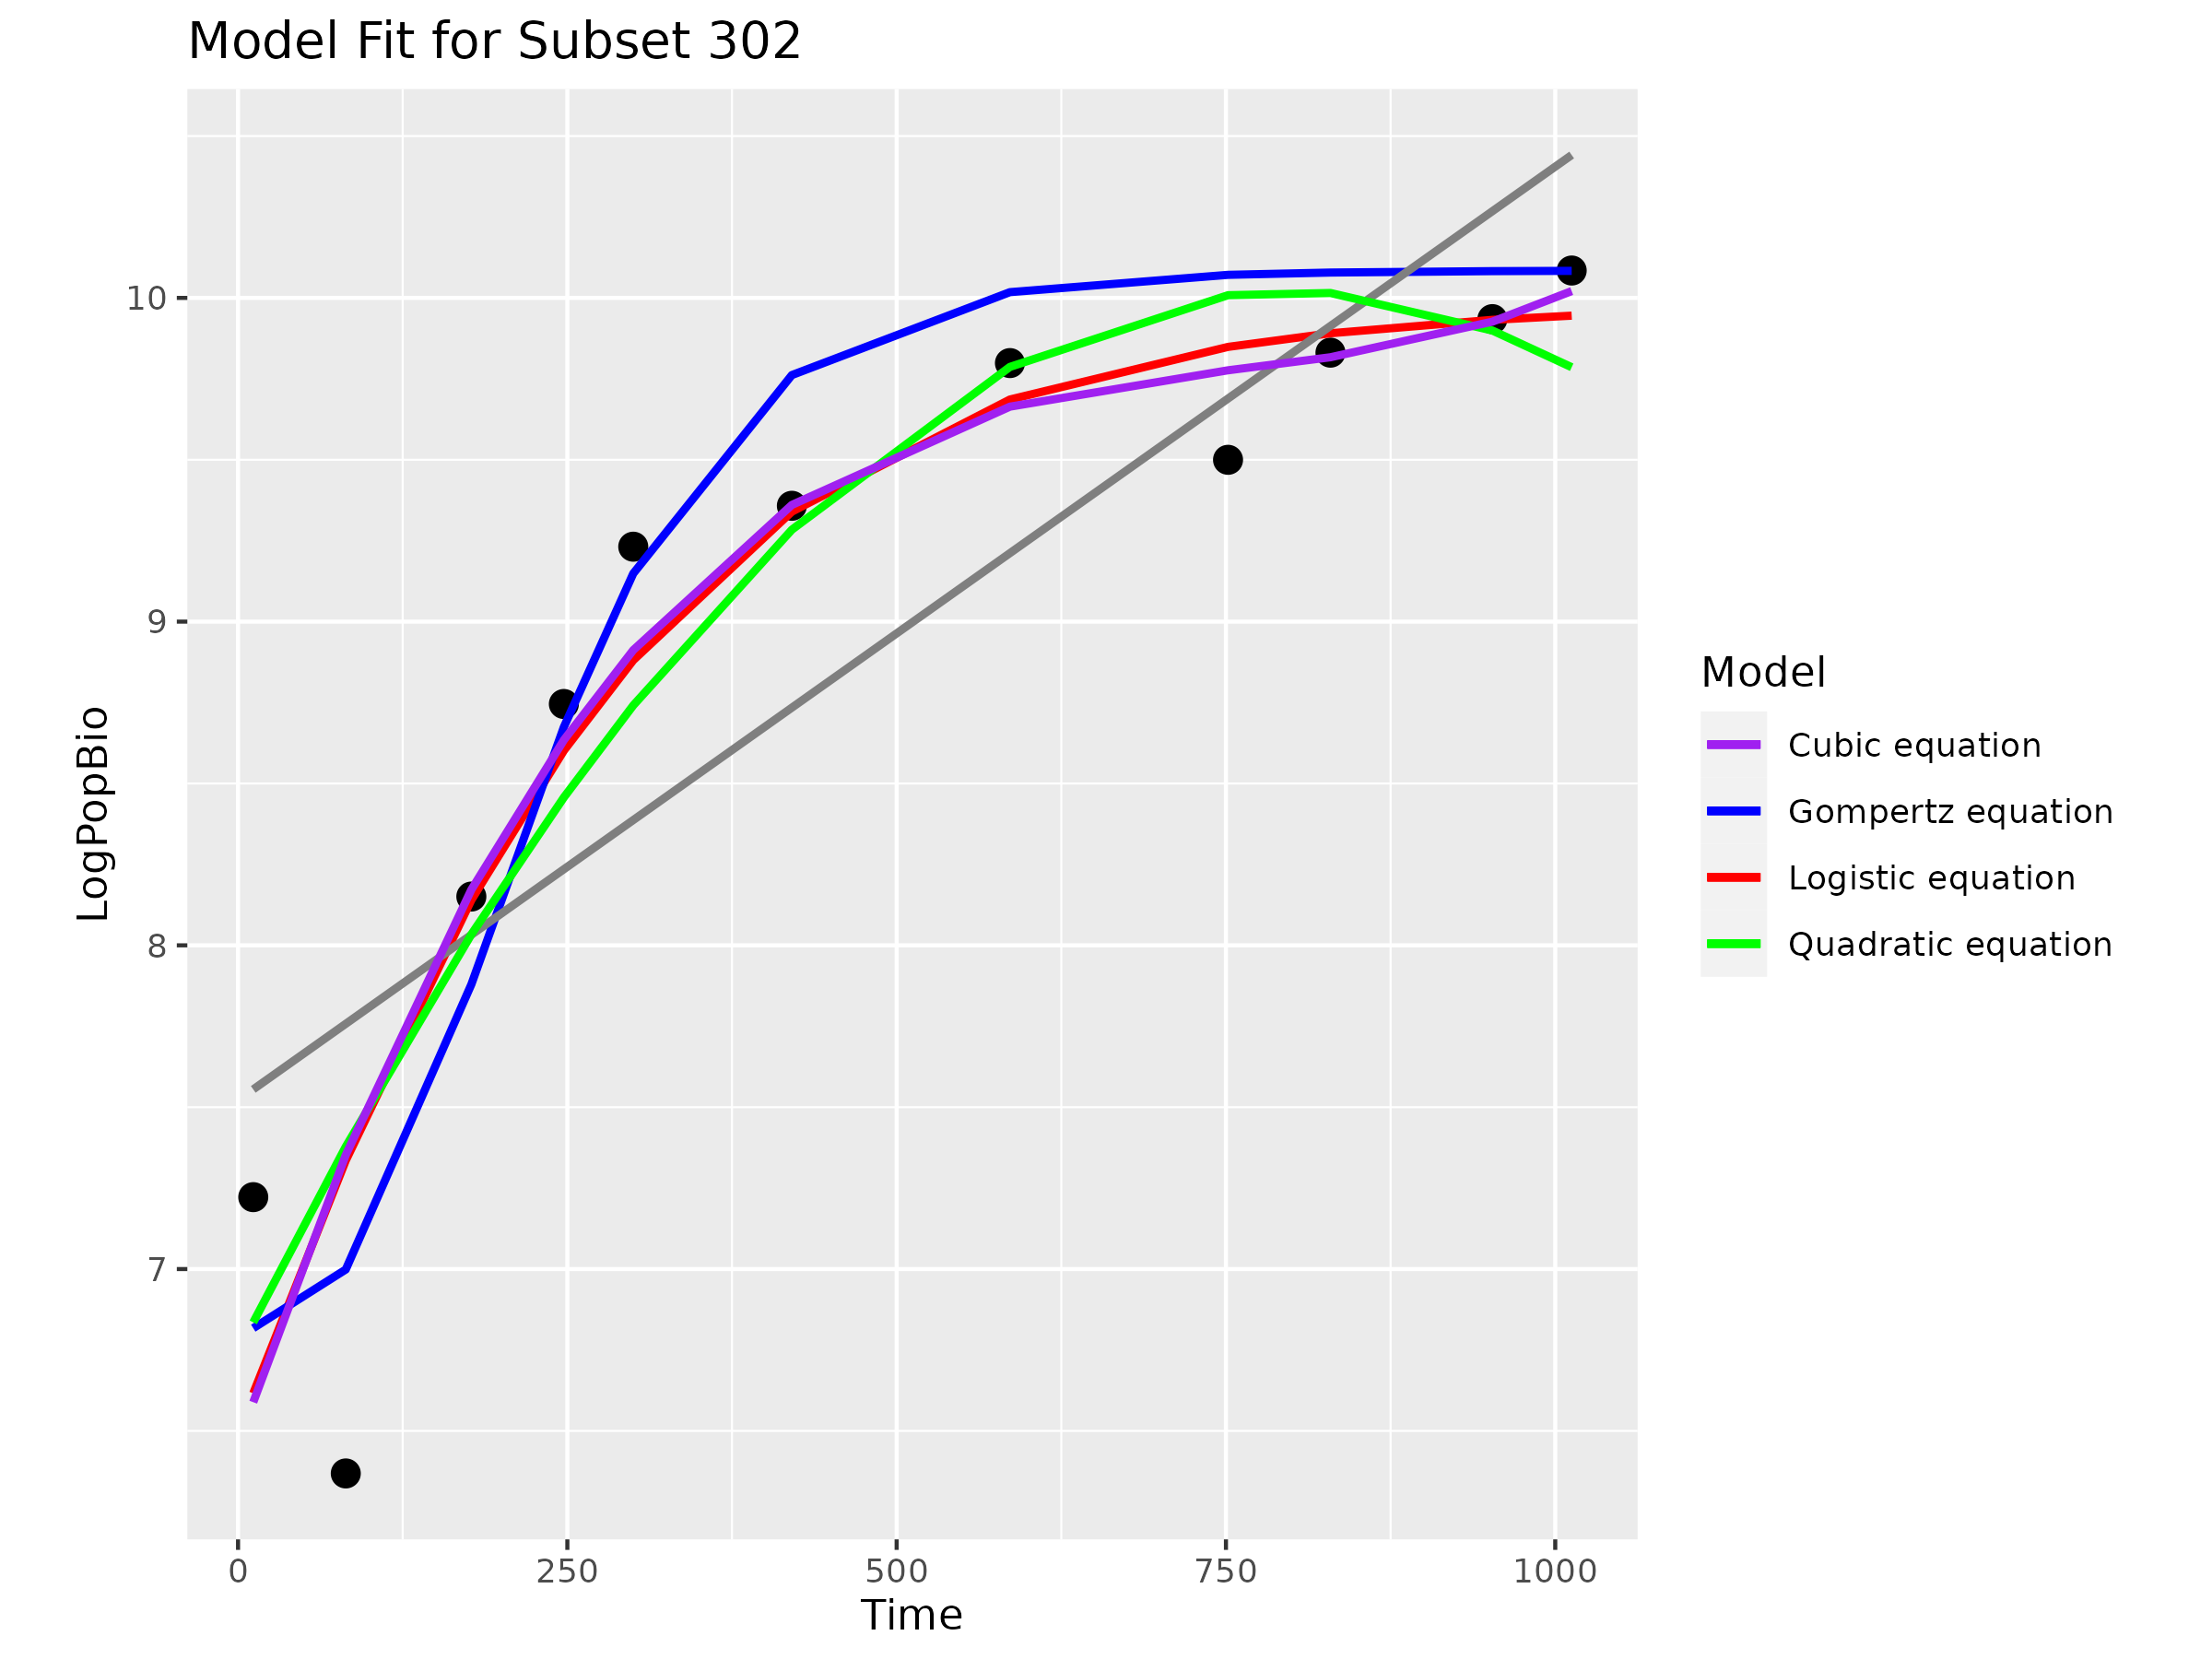 Model Fit for Subset 302
10
9
8
7
LogPopBio
0 250 500 750 1000
Time
Model
Cubic equation
Gompertz equation
Logistic equation
Quadratic equation